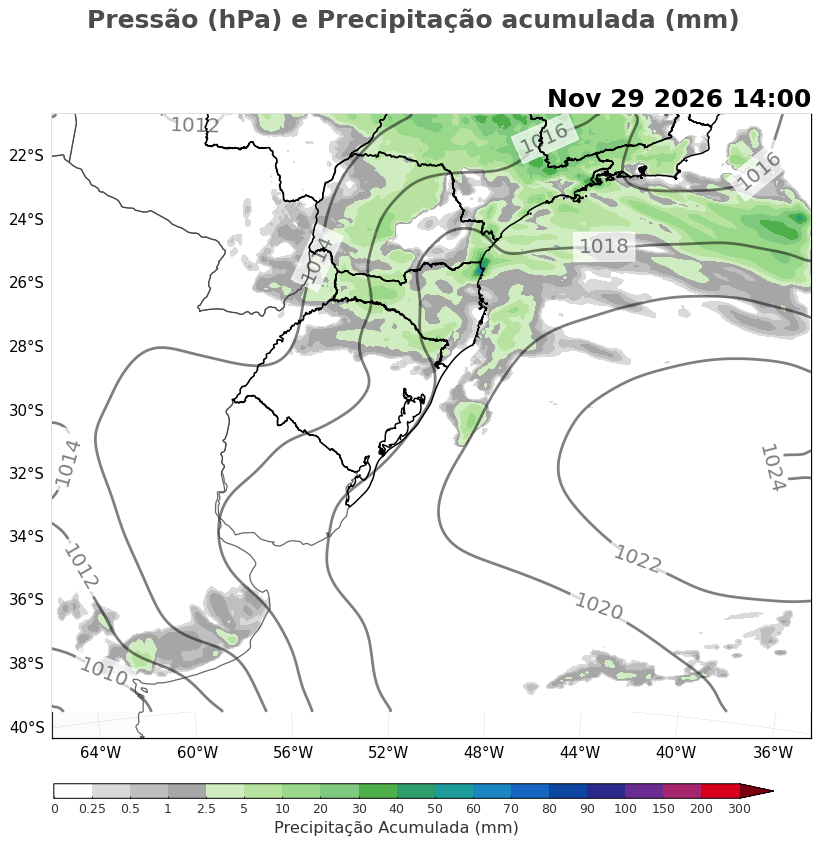 Pressão (hPa) e Precipitação acumulada (mm)
Nov 29 2026 14:00
1012
1016
1016
1014
1018
1014
1024
1012
1022
1020
1010
22°S
24°S
26°S
28°S
30°S
32°S
34°S
36°S
38°S
40°S
64°W 60°W 56°W 52°W 48°W 44°W 40°W 36°W
0 0.25 0.5 1 2.5 5 10 20 30 40 50 60 70 80 90 100 150 200 300
Precipitação Acumulada (mm)